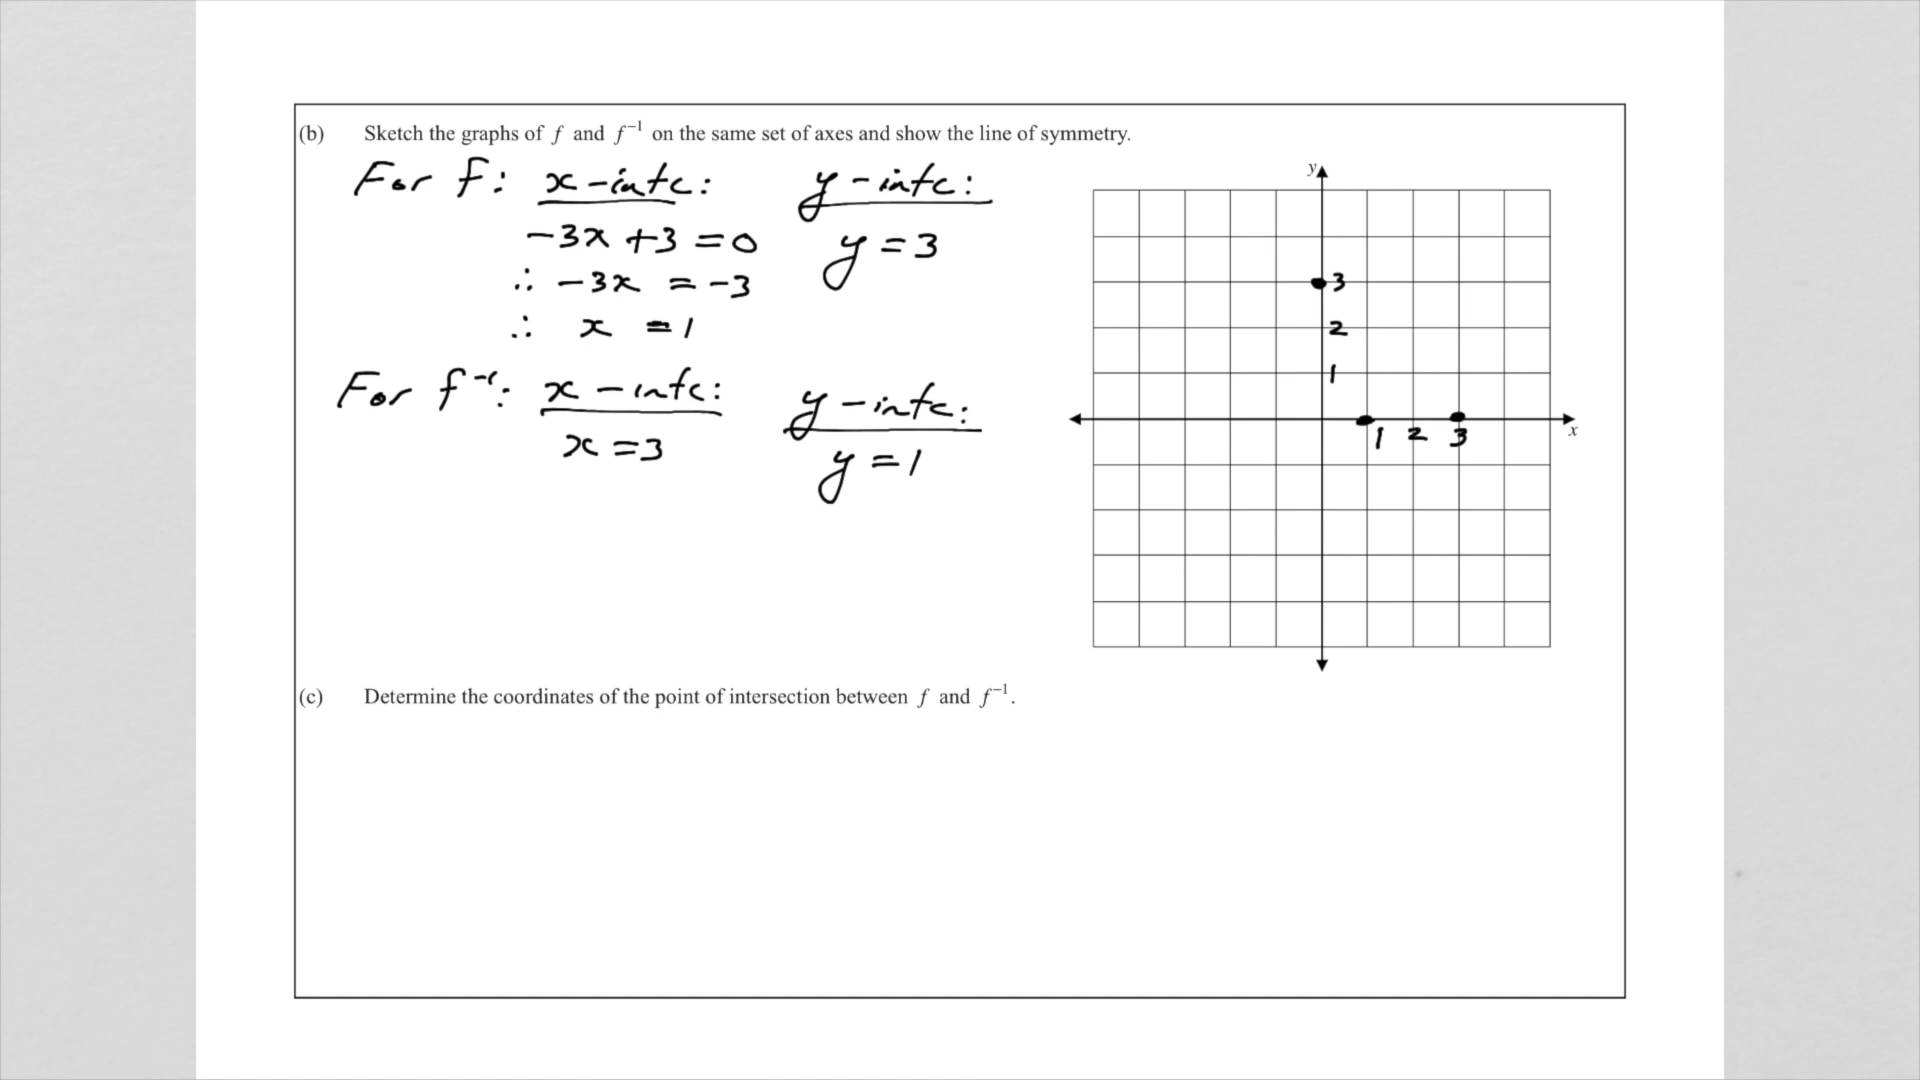 (b) Sketch the graphs of f and f⁻¹ on the same set of axes and show the line of symmetry.
For f: x-intc: y-intc:
-3x +3 = 0 y = 3
∴ -3x = -3
∴ x = 1
For f⁻¹: x-intc: y-intc:
x = 3 y = 1
y
3
2
1
1 2 3
x
(c) Determine the coordinates of the point of intersection between f and f⁻¹.